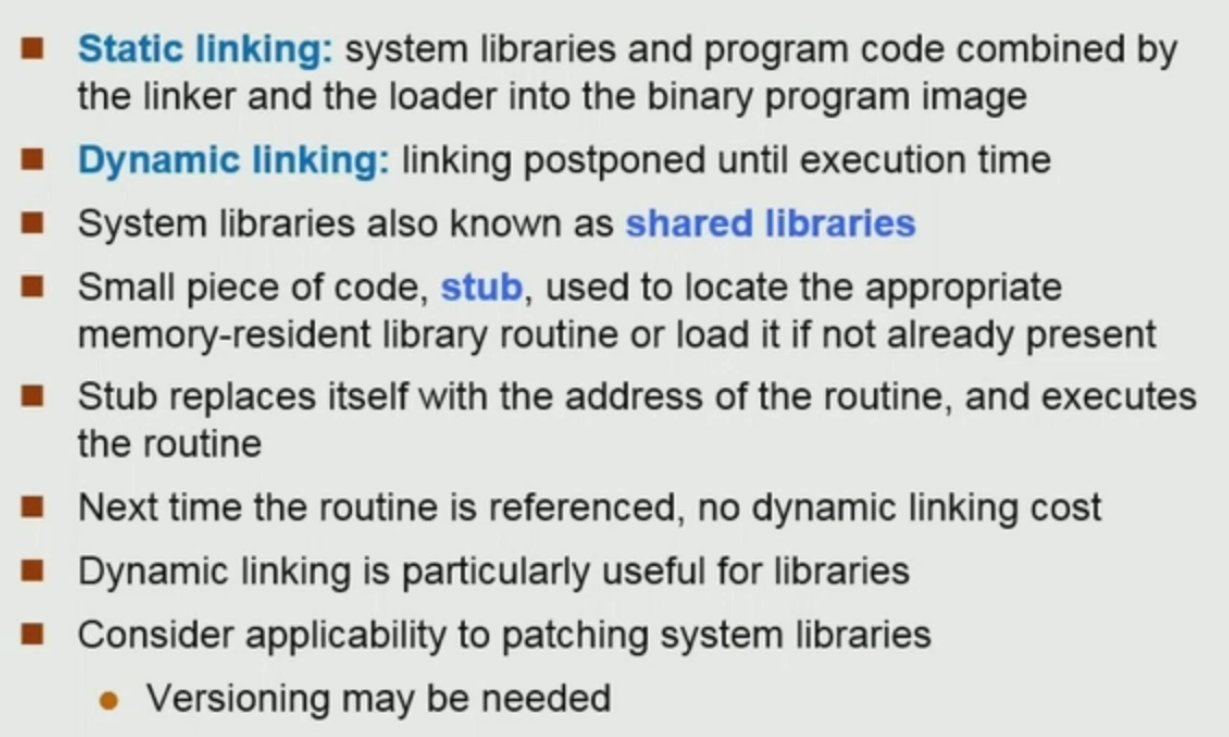 Static linking: system libraries and program code combined by
the linker and the loader into the binary program image
Dynamic linking: linking postponed until execution time
System libraries also known as shared libraries
Small piece of code, stub, used to locate the appropriate
memory-resident library routine or load it if not already present
Stub replaces itself with the address of the routine, and executes
the routine
Next time the routine is referenced, no dynamic linking cost
Dynamic linking is particularly useful for libraries
Consider applicability to patching system libraries
Versioning may be needed